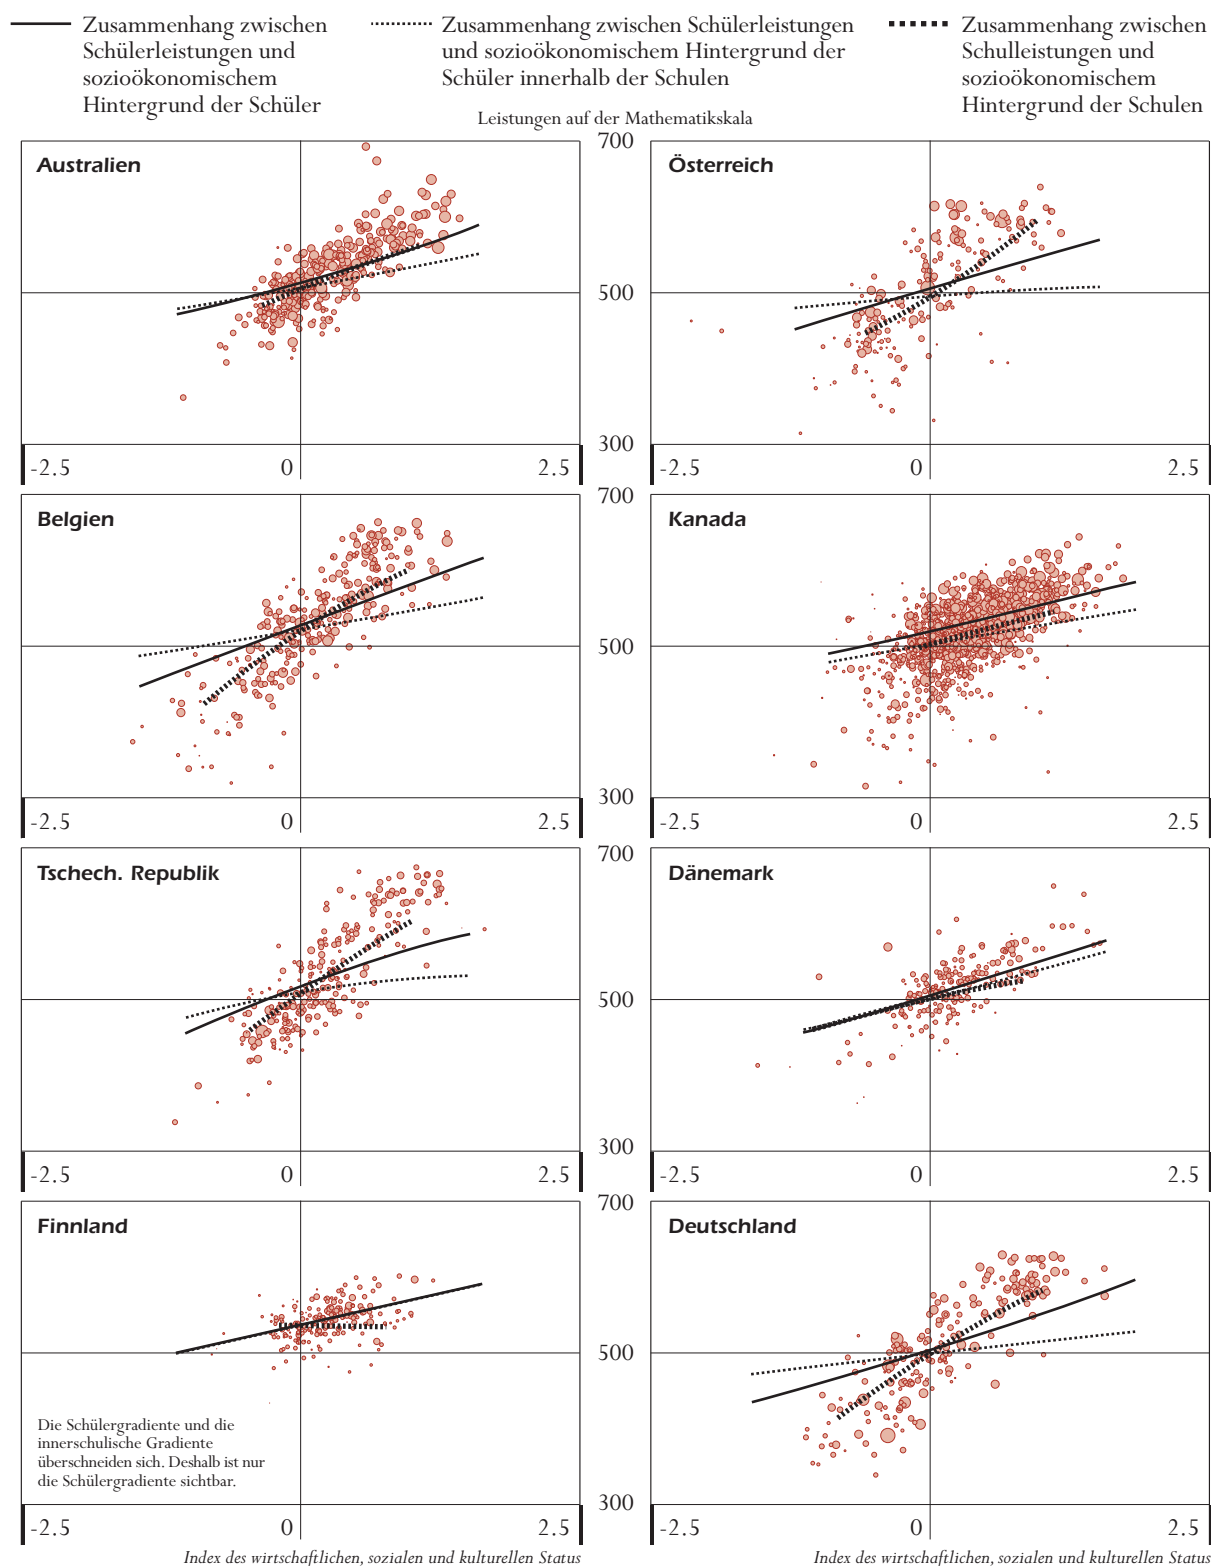 Zusammenhang zwischen
Schülerleistungen und
sozioökonomischem
Hintergrund der Schüler
Zusammenhang zwischen Schülerleistungen
und sozioökonomischem Hintergrund der
Schüler innerhalb der Schulen
Zusammenhang zwischen
Schulleistungen und
sozioökonomischem
Hintergrund der Schulen
Leistungen auf der Mathematikskala
Australien
700
Österreich
500
300
-2.5 0 2.5
-2.5 0 2.5
Belgien
700
Kanada
500
300
-2.5 0 2.5
-2.5 0 2.5
Tschech. Republik
700
Dänemark
500
300
-2.5 0 2.5
-2.5 0 2.5
Finnland
700
Deutschland
500
Die Schülergradiente und die
innerschulische Gradiente
überschneiden sich. Deshalb ist nur
die Schülergradiente sichtbar.
300
-2.5 0 2.5
-2.5 0 2.5
Index des wirtschaftlichen, sozialen und kulturellen Status
Index des wirtschaftlichen, sozialen und kulturellen Status